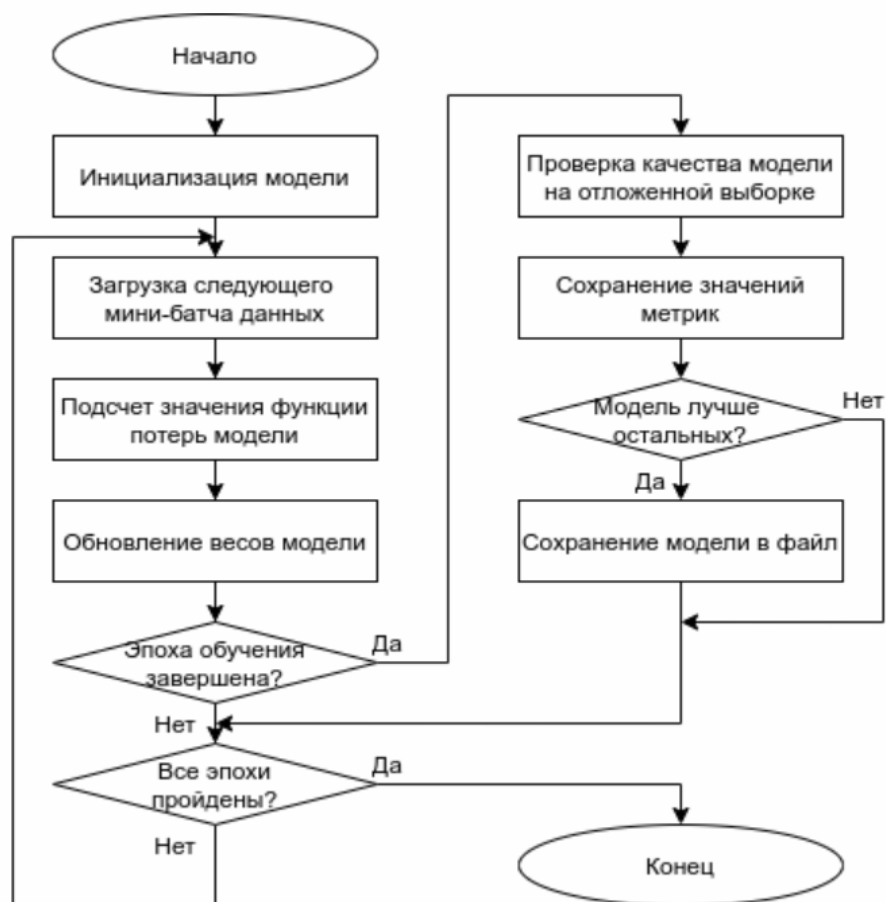 Начало
Инициализация модели
Загрузка следующего
мини-батча данных
Подсчет значения функции
потерь модели
Обновление весов модели
Эпоха обучения
завершена?
Да
Нет
Все эпохи
пройдены?
Да
Нет
Проверка качества модели
на отложенной выборке
Сохранение значений
метрик
Модель лучше
остальных?
Нет
Да
Сохранение модели в файл
Конец